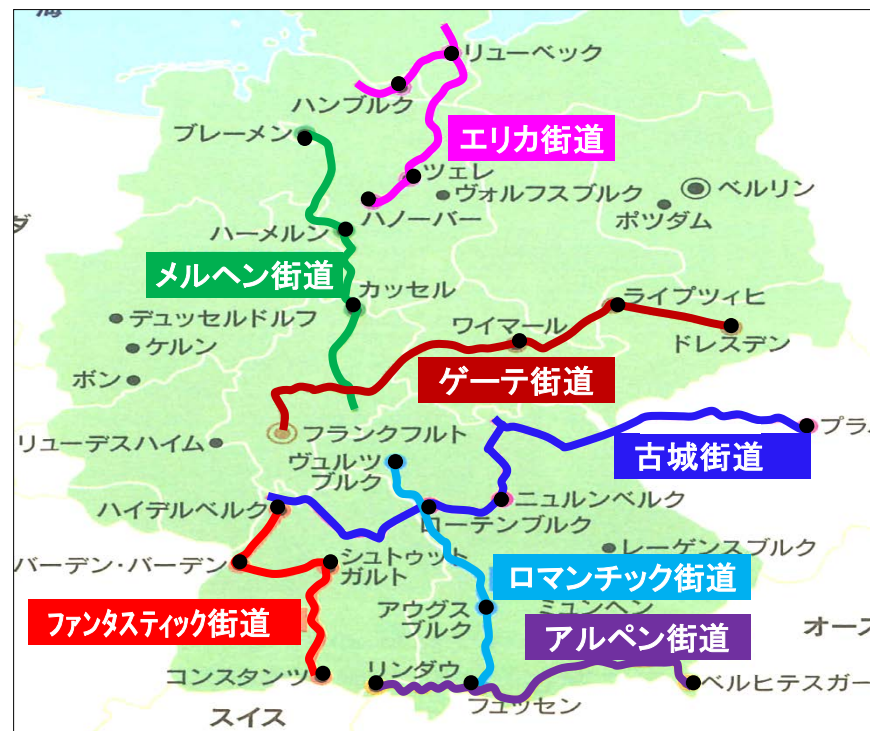 海
リューベック
ハンブルク
ブレーメン
エリカ街道
ツェレ
ヴォルフスブルク
ベルリン
ハノーバー
ポツダム
ダ
ハーメルン
メルヘン街道
カッセル
ライプツィヒ
デュッセルドルフ
ワイマール
ドレスデン
ケルン
ボン
ゲーテ街道
フランクフルト
プラ
リューデスハイム
ヴュルツ
ブルク
古城街道
ハイデルベルク
ニュルンベルク
ローテンブルク
バーデン・バーデン
シュトゥット
ガルト
レーゲンスブルク
ロマンチック街道
アウグス
ブルク
ミュンヘン
ファンタスティック街道
オース
アルペン街道
コンスタンツ
リンダウ
ベルヒテスガー
フュッセン
スイス